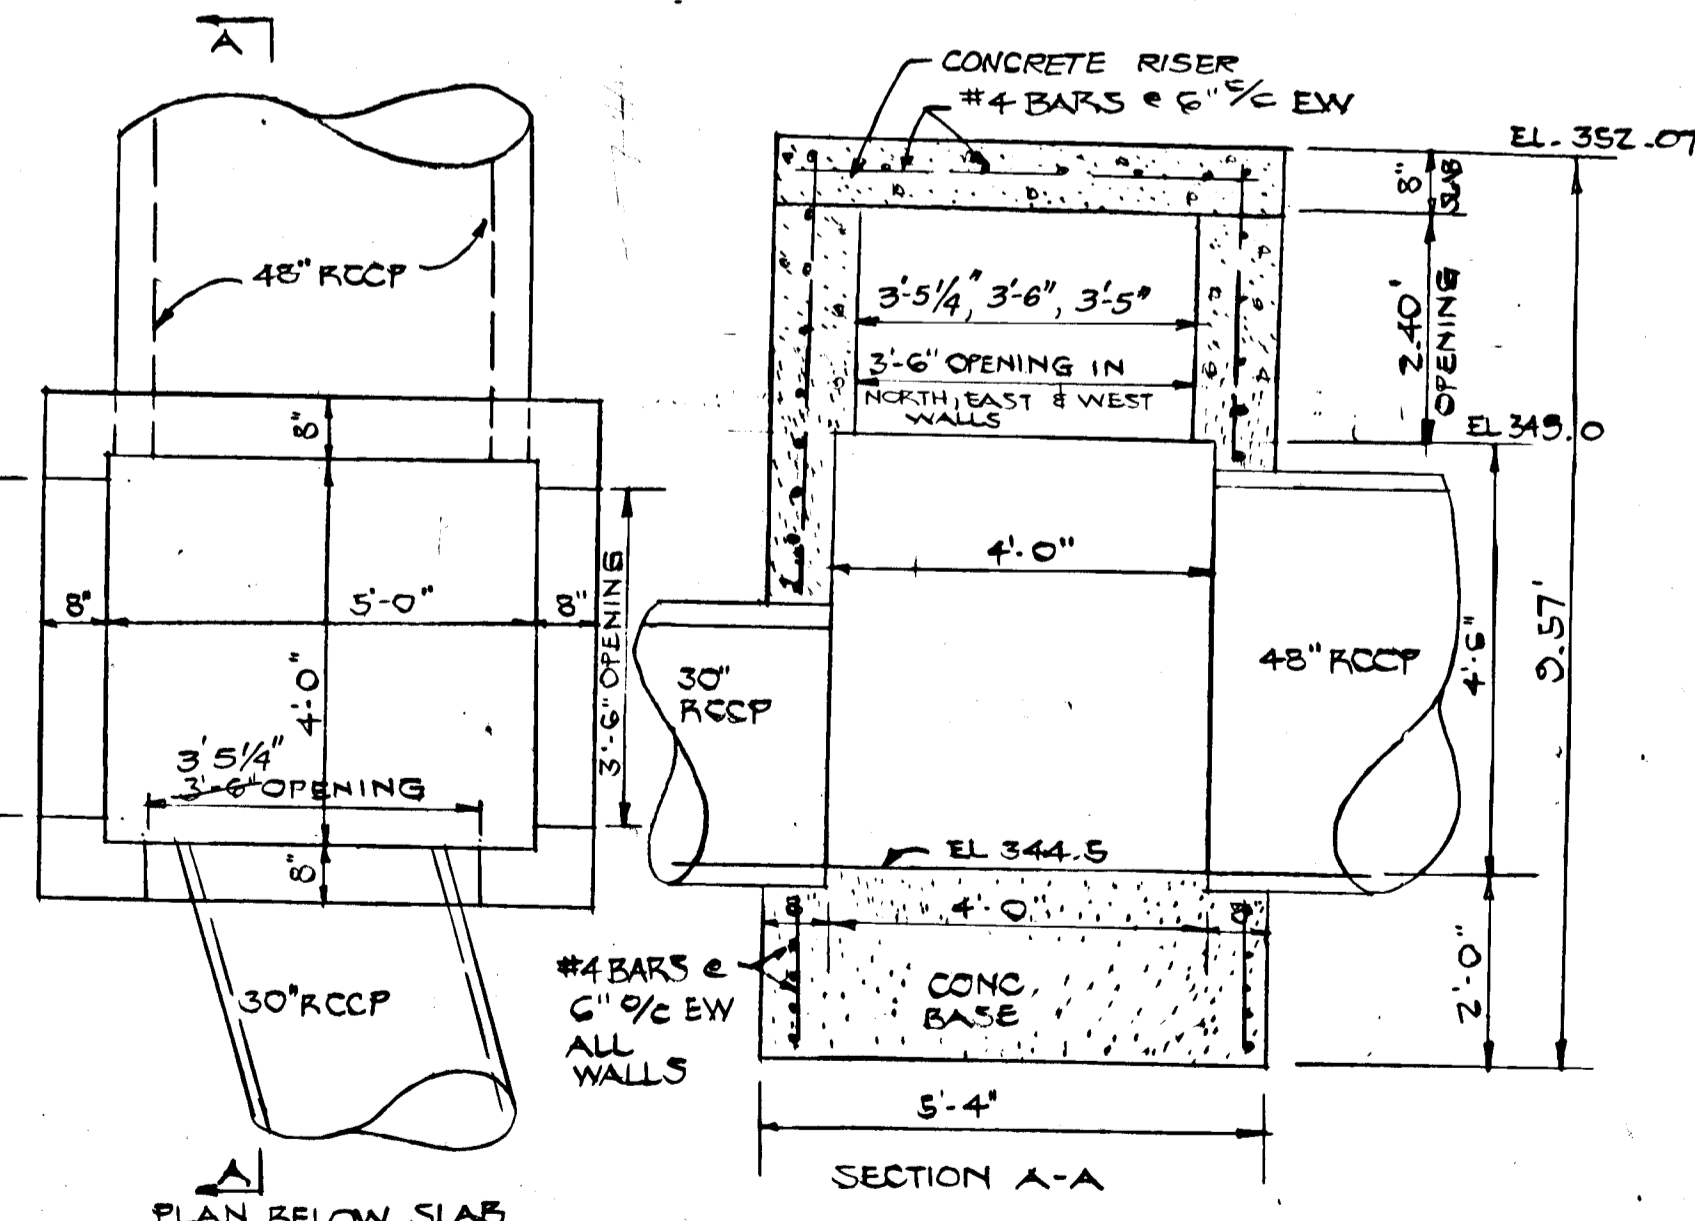 A
48" RCCP
8"
8"
5'-0"
8"
4'-0"
3'-6" OPENING
3' 5 1/4"
3'-6" OPENING
8"
30" RCCP
A
PLAN BELOW SLAB
CONCRETE RISER
#4 BARS @ 6" C/C EW
EL. 352.07
8"
SLAB
3'-5 1/4", 3'-6", 3'-5"
3'-6" OPENING IN
NORTH, EAST & WEST
WALLS
2.40'
OPENING
EL 349.0
4'-0"
30"
RCCP
48" RCCP
4'-6"
9.57'
EL 344.5
8"
4'-0"
8"
#4 BARS @
6" O/C EW
ALL
WALLS
CONC.
BASE
2'-0"
5'-4"
SECTION A-A